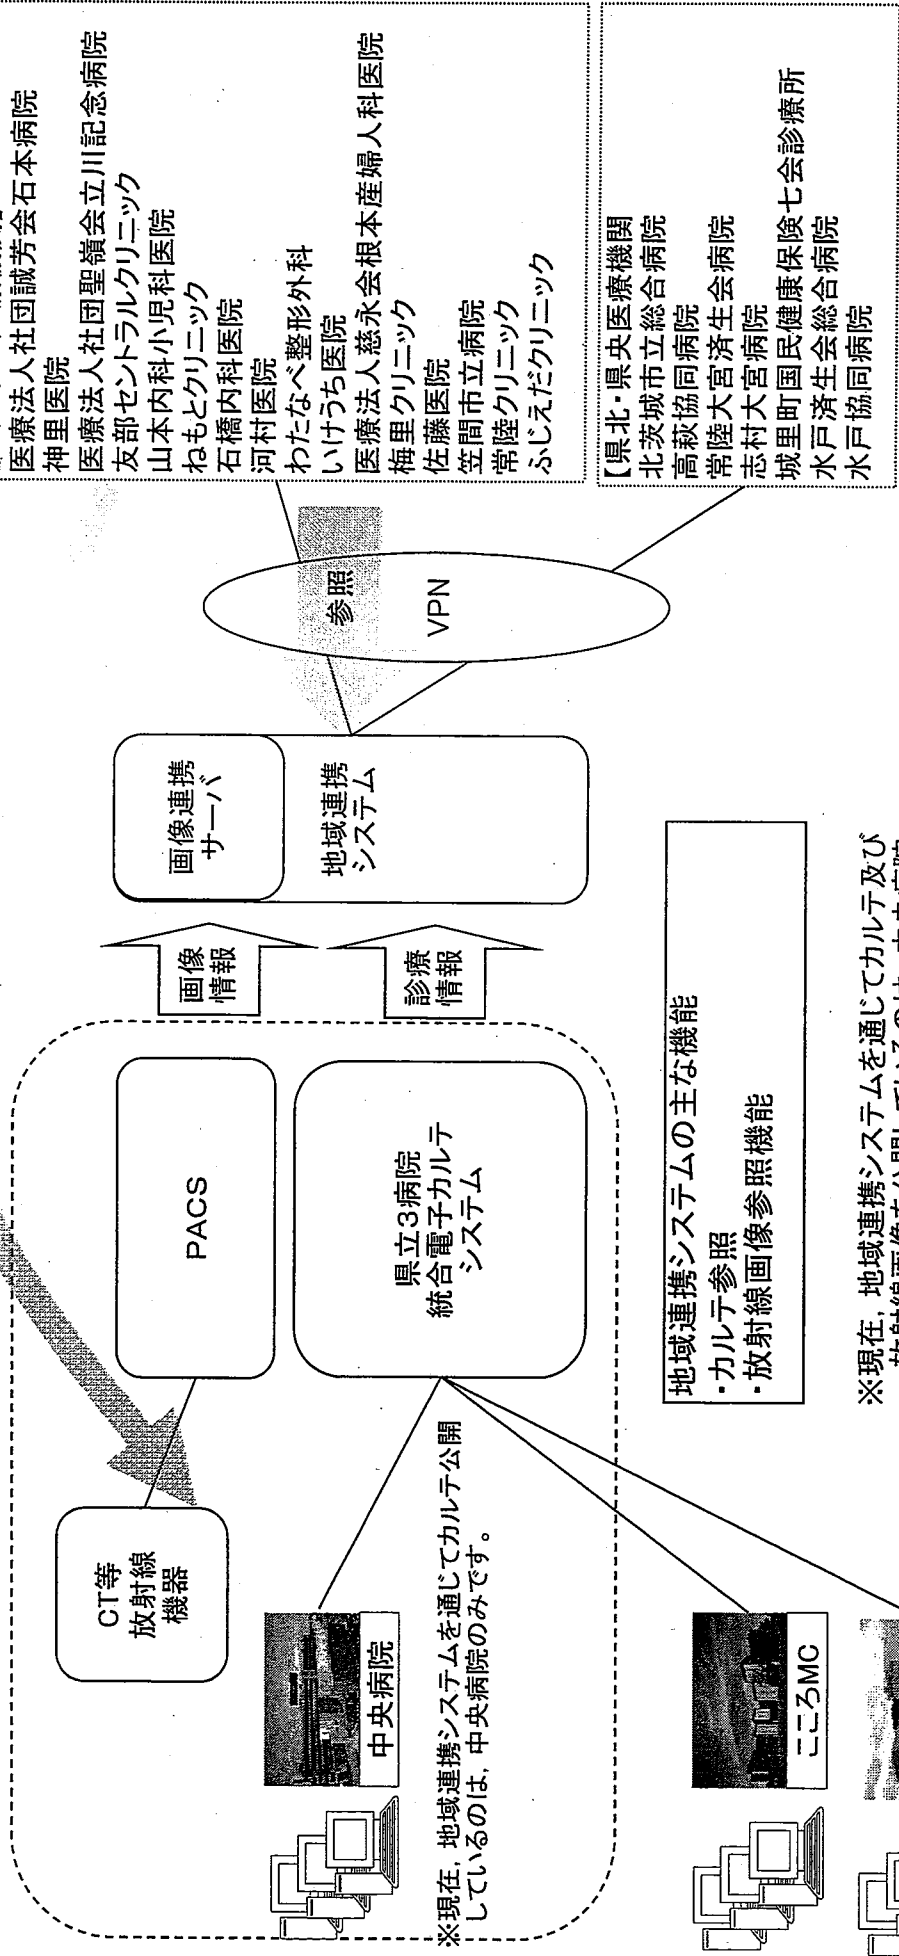 CT等
放射線
機器
PACS
県立３病院
統合電子カルテ
システム
中央病院
※現在，地域連携システムを通じてカルテ公開
しているのは，中央病院のみです。
こころMC
画像
情報
診療
情報
画像連携
サーバ
地域連携
システム
参照
VPN
医療法人社団誠芳会石本病院
神里医院
医療法人社団聖嶺会立川記念病院
友部セントラルクリニック
山本内科小児科医院
ねもとクリニック
石橋内科医院
河村医院
わたなべ整形外科
いけうち医院
医療法人慈永会根本産婦人科医院
梅里クリニック
佐藤医院
笠間市立病院
常陸クリニック
ふじえだクリニック
【県北・県央医療機関
北茨城市立総合病院
高萩協同病院
常陸大宮済生会病院
志村大宮病院
城里町国民健康保険七会診療所
水戸済生会総合病院
水戸協同病院
地域連携システムの主な機能
・カルテ参照
・放射線画像参照機能
※現在，地域連携システムを通じてカルテ及び